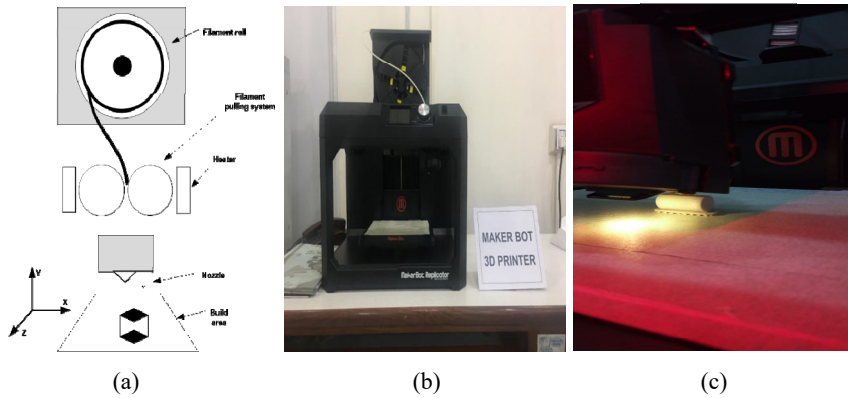 Filament roll
Filament
pulling system
Heater
Nozzle
Y
X
Z
Build
area
MakerBot Replicator
MAKER BOT
3D PRINTER
M
(a)
(b)
(c)